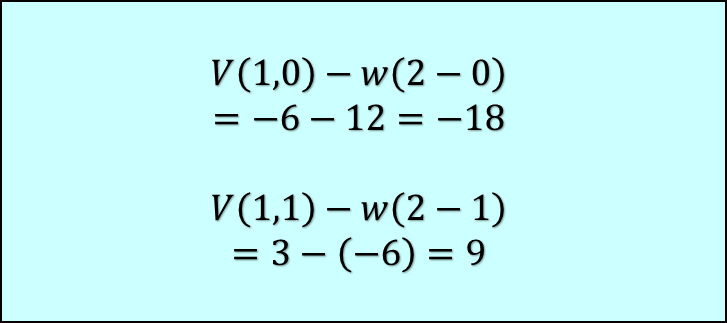 V(1,0) − w(2 − 0)
= −6 − 12 = −18
V(1,1) − w(2 − 1)
= 3 − (−6) = 9